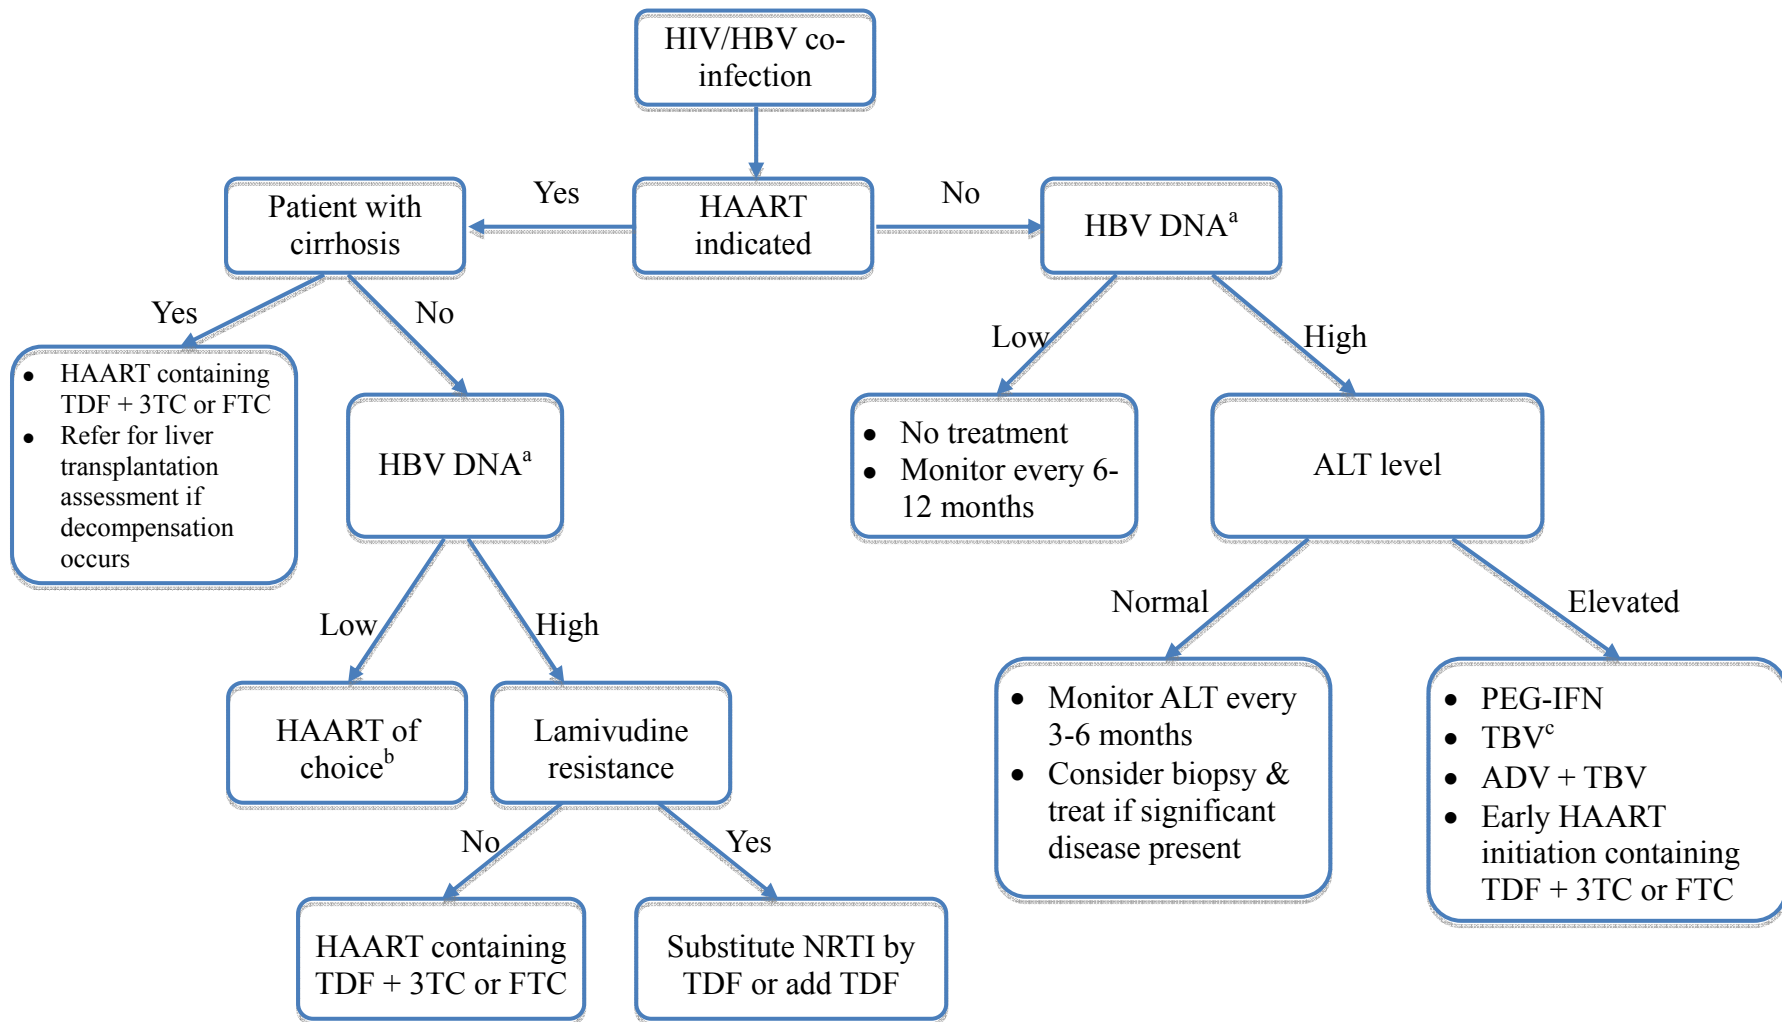 HIV/HBV co-
infection
Yes
No
Patient with
cirrhosis
HAART
indicated
HBV DNAᵃ
Yes
No
Low
High
• HAART containing
TDF + 3TC or FTC
• Refer for liver
transplantation
assessment if
decompensation
occurs
HBV DNAᵃ
• No treatment
• Monitor every 6-
12 months
ALT level
Low
High
Normal
Elevated
HAART of
choiceᵇ
Lamivudine
resistance
• Monitor ALT every
3-6 months
• Consider biopsy &
treat if significant
disease present
• PEG-IFN
• TBVᶜ
• ADV + TBV
• Early HAART
initiation containing
TDF + 3TC or FTC
No
Yes
HAART containing
TDF + 3TC or FTC
Substitute NRTI by
TDF or add TDF